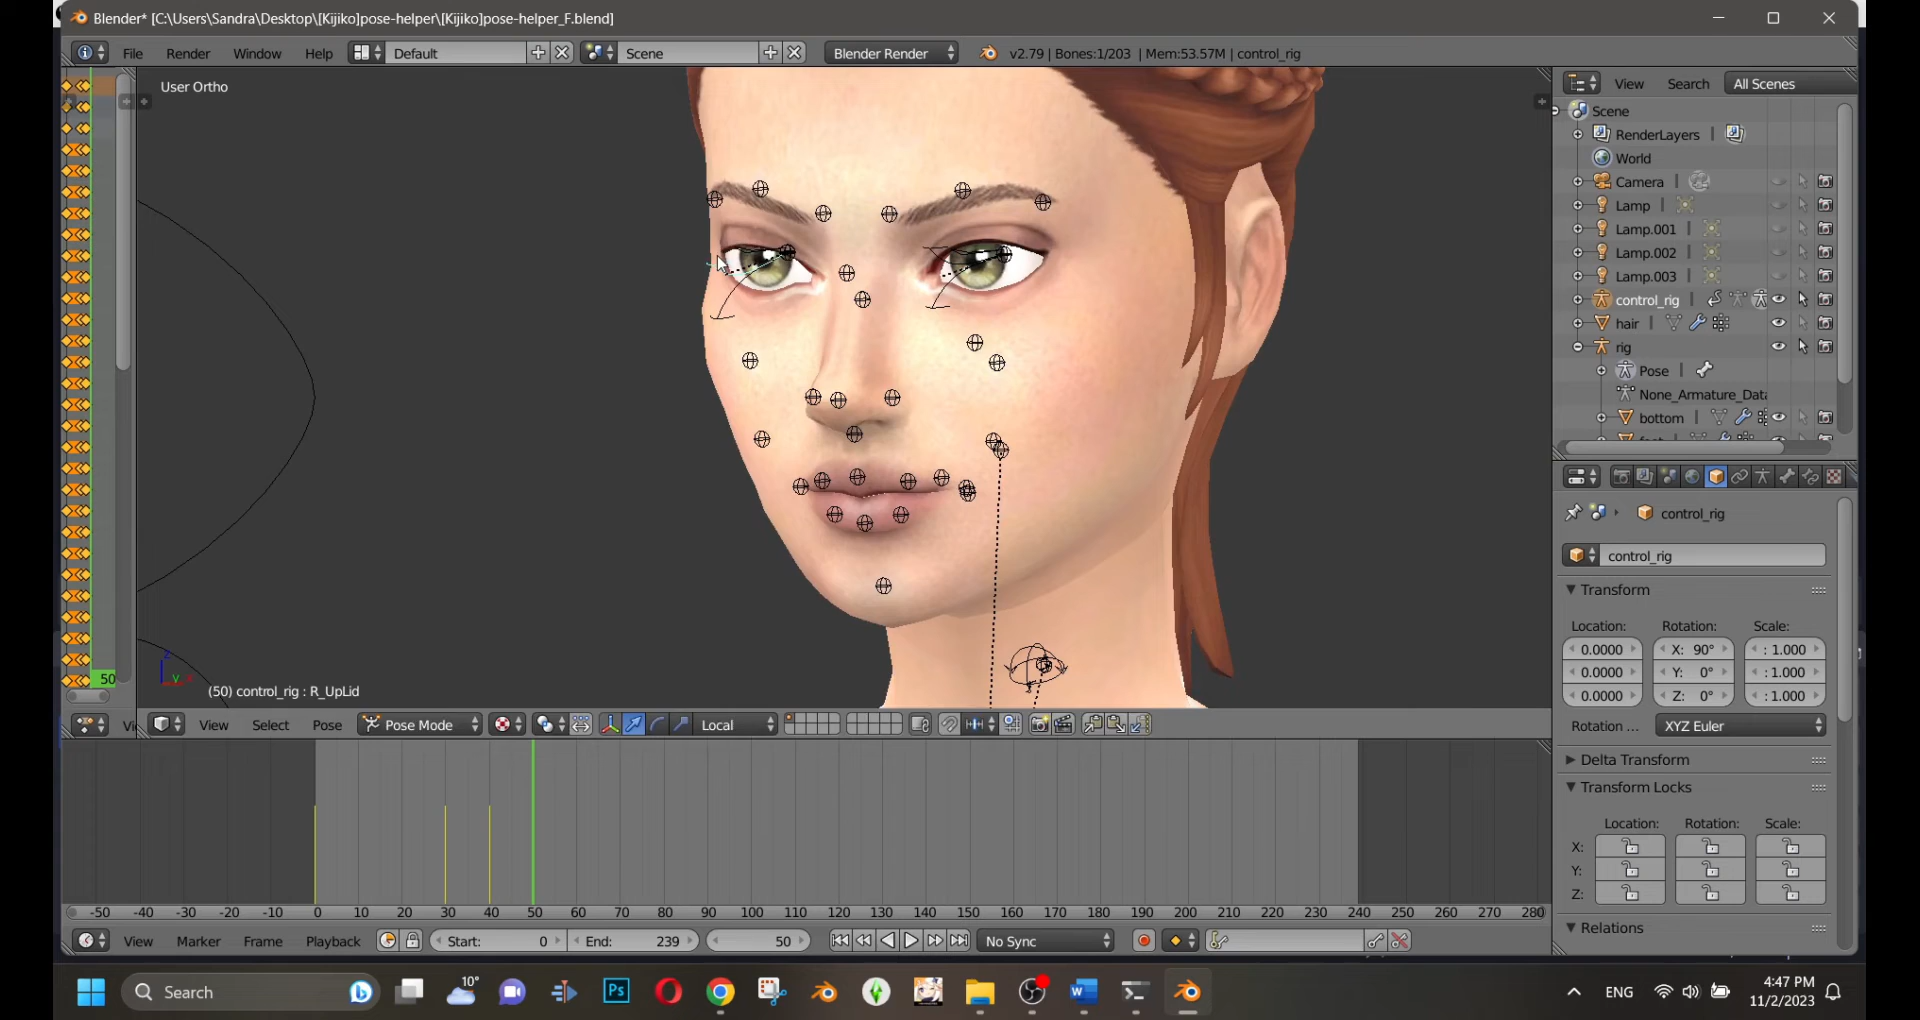 Blender* [C:\Users\Sandra\Desktop\[Kijiko]pose-helper\[Kijiko]pose-helper_F.blend]
File Render Window Help Default Scene Blender Render v2.79 | Bones:1/203 | Mem:53.57M | control_rig
User Ortho
View Search All Scenes
Scene
RenderLayers
World
Camera
Lamp
Lamp.001
Lamp.002
Lamp.003
control_rig
hair
rig
Pose
None_Armature_Data
bottom
control_rig
control_rig
Transform
Location: Rotation: Scale:
0.0000 X: 90° : 1.000
0.0000 Y: 0° : 1.000
0.0000 Z: 0° : 1.000
Rotation ... XYZ Euler
Delta Transform
Transform Locks
Location: Rotation: Scale:
X:
Y:
Z:
Relations
50
z
y
(50) control_rig : R_UpLid
Vi View Select Pose Pose Mode Local
-50 -40 -30 -20 -10 0 10 20 30 40 50 60 70 80 90 100 110 120 130 140 150 160 170 180 190 200 210 220 230 240 250 260 270 280
View Marker Frame Playback Start: 0 End: 239 50 No Sync
Search 10° Ps ENG 4:47 PM
11/2/2023